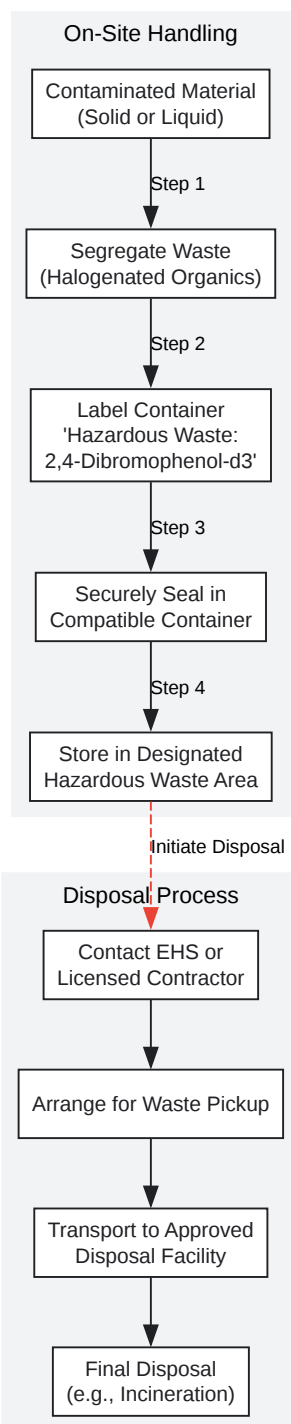 On-Site Handling
Contaminated Material
(Solid or Liquid)
Step 1
Segregate Waste
(Halogenated Organics)
Step 2
Label Container
'Hazardous Waste:
2,4-Dibromophenol-d3'
Step 3
Securely Seal in
Compatible Container
Step 4
Store in Designated
Hazardous Waste Area
Initiate Disposal
Disposal Process
Contact EHS or
Licensed Contractor
Arrange for Waste Pickup
Transport to Approved
Disposal Facility
Final Disposal
(e.g., Incineration)